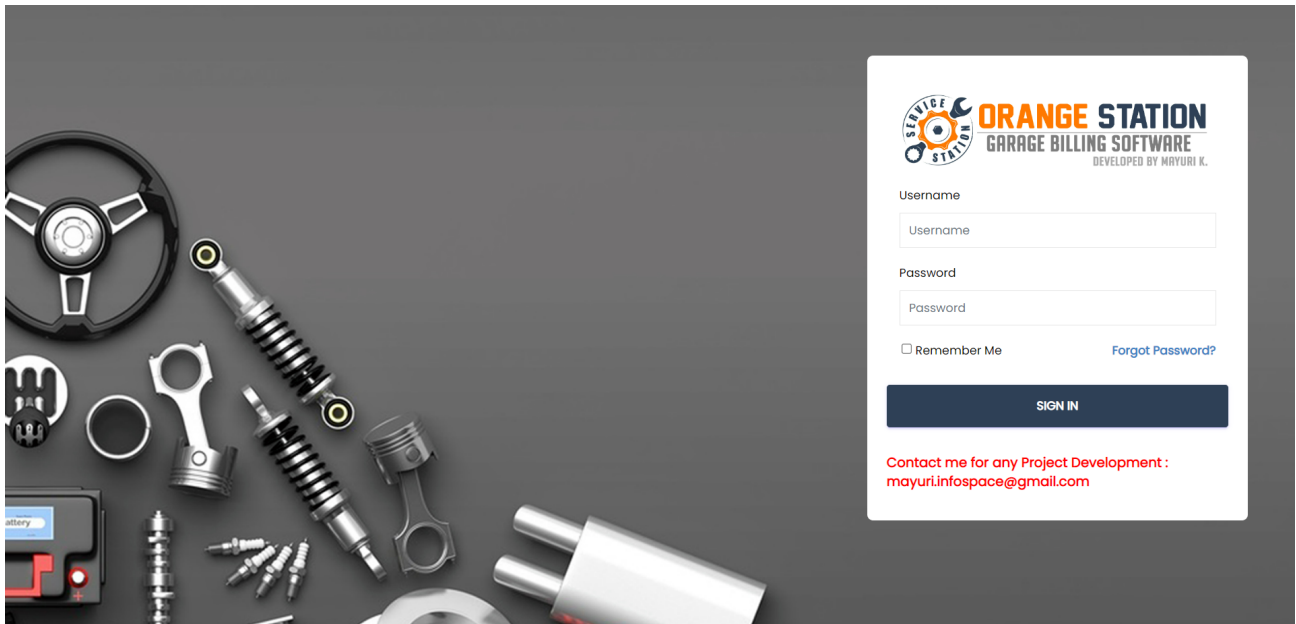 SERVICE STATION
ORANGE STATION
GARAGE BILLING SOFTWARE
DEVELOPED BY MAYURI K.
Username
Username
Password
Password
Remember Me
Forgot Password?
SIGN IN
Contact me for any Project Development :
mayuri.infospace@gmail.com
attery
+